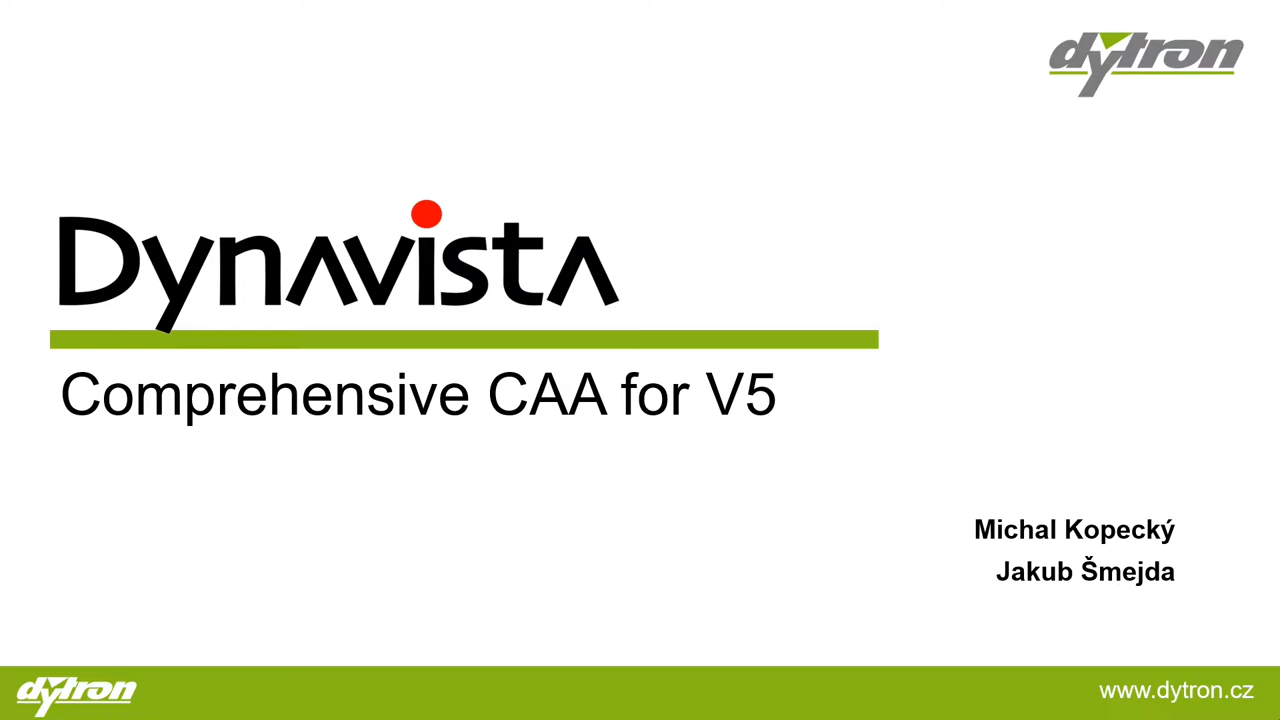 dytron
Dynavista
Comprehensive CAA for V5
Michal Kopecký
Jakub Šmejda
dytron
www.dytron.cz